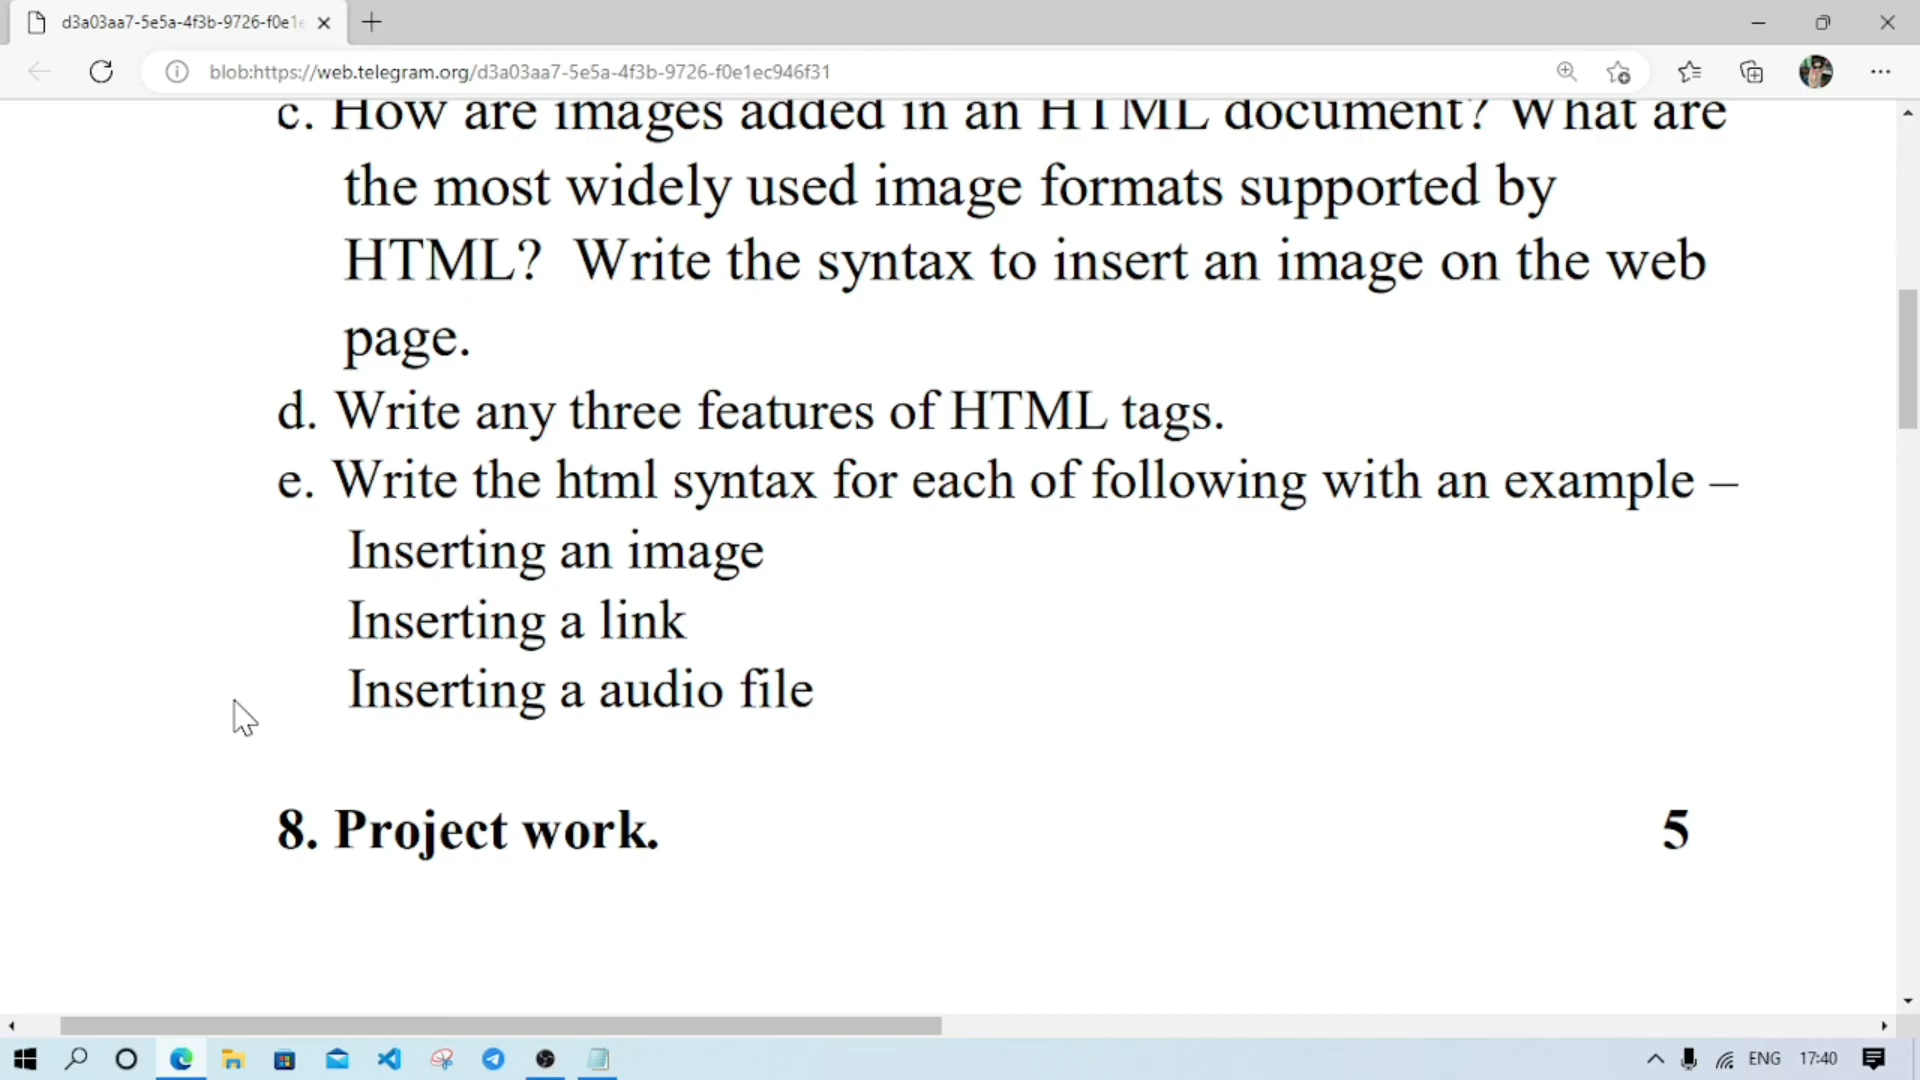 d3a03aa7-5e5a-4f3b-9726-f0e1e
blob:https://web.telegram.org/d3a03aa7-5e5a-4f3b-9726-f0e1ec946f31
c. How are images added in an HTML document? What are
the most widely used image formats supported by
HTML? Write the syntax to insert an image on the web
page.
d. Write any three features of HTML tags.
e. Write the html syntax for each of following with an example –
Inserting an image
Inserting a link
Inserting a audio file
8. Project work. 5
ENG 17:40